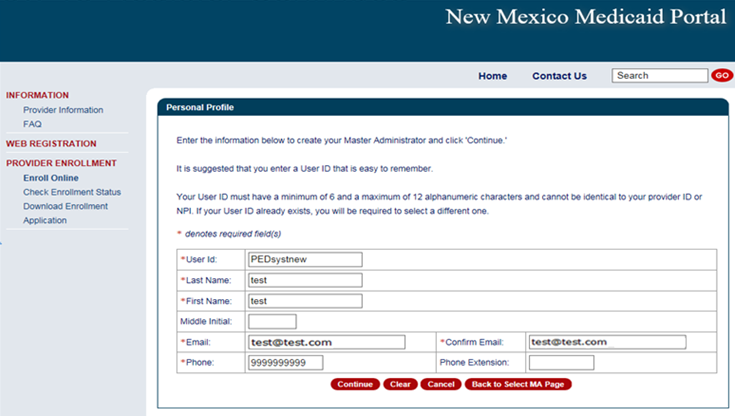 New Mexico Medicaid Portal
Home Contact Us Search GO
INFORMATION
Provider Information
FAQ
WEB REGISTRATION
PROVIDER ENROLLMENT
Enroll Online
Check Enrollment Status
Download Enrollment
Application
Personal Profile
Enter the information below to create your Master Administrator and click 'Continue.'
It is suggested that you enter a User ID that is easy to remember.
Your User ID must have a minimum of 6 and a maximum of 12 alphanumeric characters and cannot be identical to your provider ID or
NPI. If your User ID already exists, you will be required to select a different one.
* denotes required field(s)
*User Id: PEDsystnew
*Last Name: test
*First Name: test
Middle Initial:
*Email: test@test.com *Confirm Email: test@test.com
*Phone: 9999999999 Phone Extension:
Continue Clear Cancel Back to Select MA Page